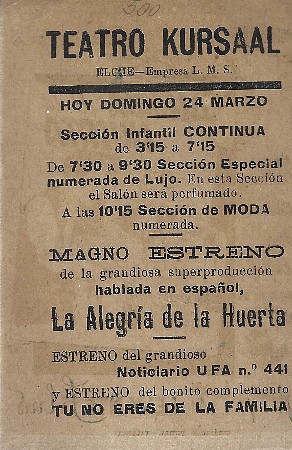 500
TEATRO KURSAAL
ELCHE—Empresa L. M. S.
HOY DOMINGO 24 MARZO
Sección Infantil CONTINUA
de 3'15 a 7'15
De 7'30 a 9'30 Sección Especial
numerada de Lujo. En esta Sección
el Salón será perfumado.
A las 10'15 Sección de MODA
numerada.
MAGNO ESTRENO
de la grandiosa superproducción
hablada en español,
La Alegría de la Huerta
ESTRENO del grandioso
Noticiario UFA n.º 441
y ESTRENO del bonito complemento
TU NO ERES DE LA FAMILIA